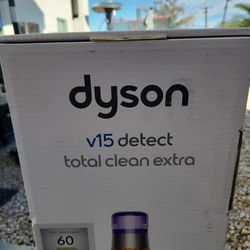 dyson
v15 detect
total clean extra
60